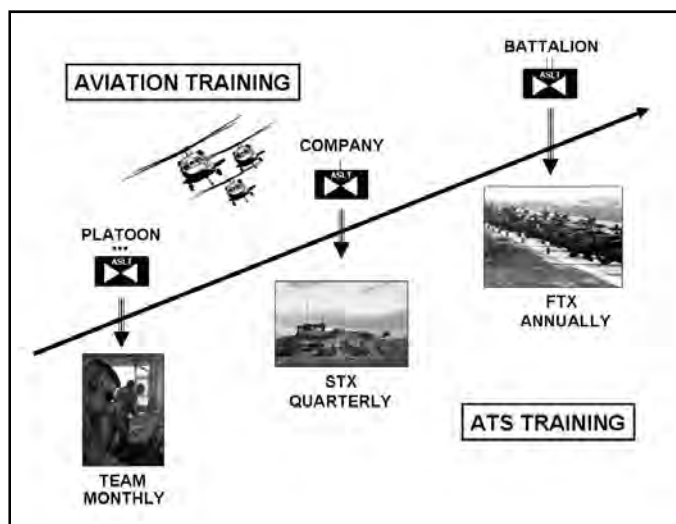 BATTALION
ASLT
AVIATION TRAINING
COMPANY
ASLT
PLATOON
ASLT
FTX
ANNUALLY
STX
QUARTERLY
ATS TRAINING
TEAM
MONTHLY